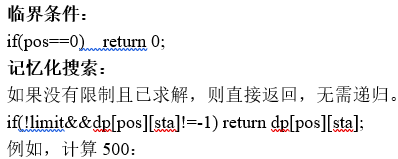 临界条件：
if(pos==0)    return 0;
记忆化搜索：
如果没有限制且已求解，则直接返回，无需递归。
if(!limit&&dp[pos][sta]!=-1) return dp[pos][sta];
例如，计算 500：